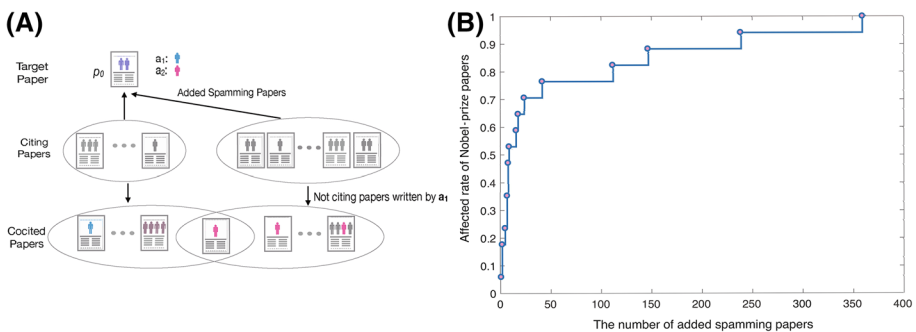 (A)
Target
Paper
p0
a1:
a2:
Added Spamming Papers
Citing
Papers
Not citing papers written by a1
Cocited
Papers
(B)
Affected rate of Nobel-prize papers
1
0.9
0.8
0.7
0.6
0.5
0.4
0.3
0.2
0.1
0
0 50 100 150 200 250 300 350 400
The number of added spamming papers